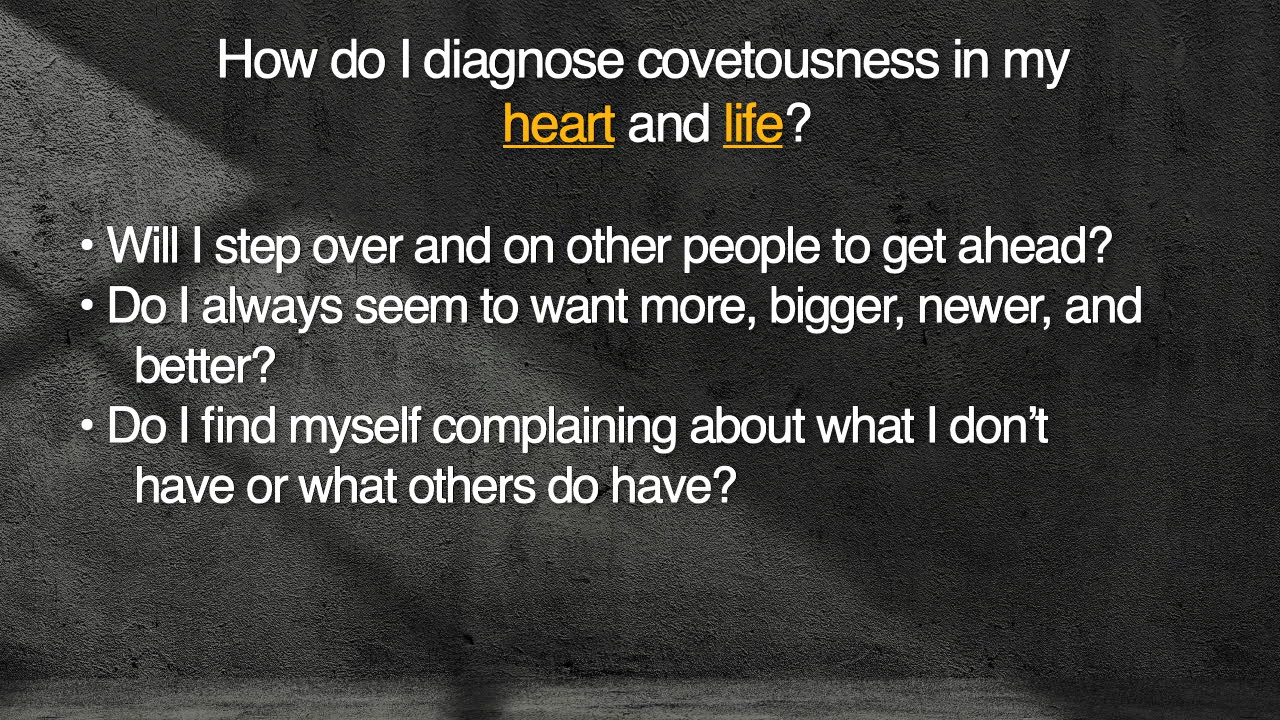 How do I diagnose covetousness in my
heart and life?
• Will I step over and on other people to get ahead?
• Do I always seem to want more, bigger, newer, and
better?
• Do I find myself complaining about what I don’t
have or what others do have?